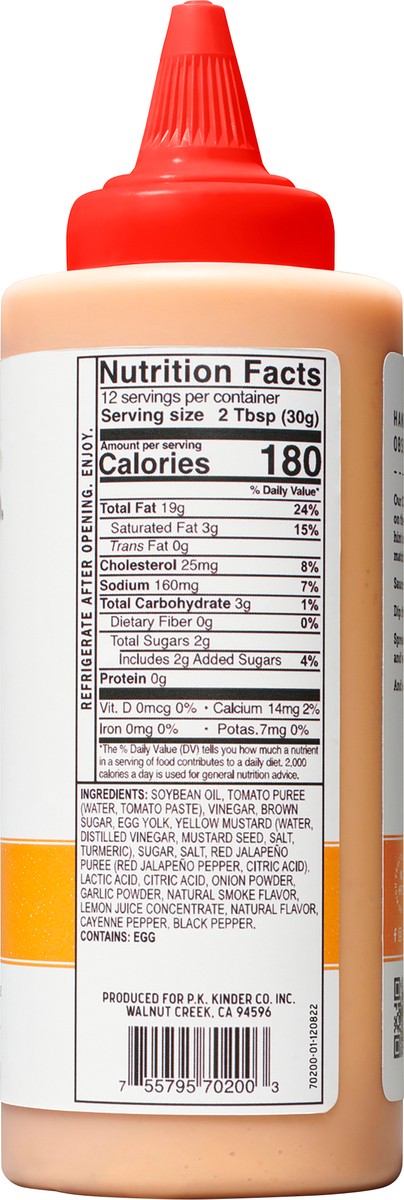 Nutrition Facts
12 servings per container
Serving size 2 Tbsp (30g)
Amount per serving
Calories 180
% Daily Value*
Total Fat 19g 24%
Saturated Fat 3g 15%
Trans Fat 0g
Cholesterol 25mg 8%
Sodium 160mg 7%
Total Carbohydrate 3g 1%
Dietary Fiber 0g 0%
Total Sugars 2g
Includes 2g Added Sugars 4%
Protein 0g
Vit. D 0mcg 0% • Calcium 14mg 2%
Iron 0mg 0% • Potas.7mg 0%
*The % Daily Value (DV) tells you how much a nutrient
in a serving of food contributes to a daily diet. 2,000
calories a day is used for general nutrition advice.
REFRIGERATE AFTER OPENING. ENJOY.
INGREDIENTS: SOYBEAN OIL, TOMATO PUREE
(WATER, TOMATO PASTE), VINEGAR, BROWN
SUGAR, EGG YOLK, YELLOW MUSTARD (WATER,
DISTILLED VINEGAR, MUSTARD SEED, SALT,
TURMERIC), SUGAR, SALT, RED JALAPEÑO
PUREE (RED JALAPEÑO PEPPER, CITRIC ACID),
LACTIC ACID, CITRIC ACID, ONION POWDER,
GARLIC POWDER, NATURAL SMOKE FLAVOR,
LEMON JUICE CONCENTRATE, NATURAL FLAVOR,
CAYENNE PEPPER, BLACK PEPPER.
CONTAINS: EGG
PRODUCED FOR P.K. KINDER CO. INC.
WALNUT CREEK, CA 94596
7 55795 70200 3
70200-01-120822